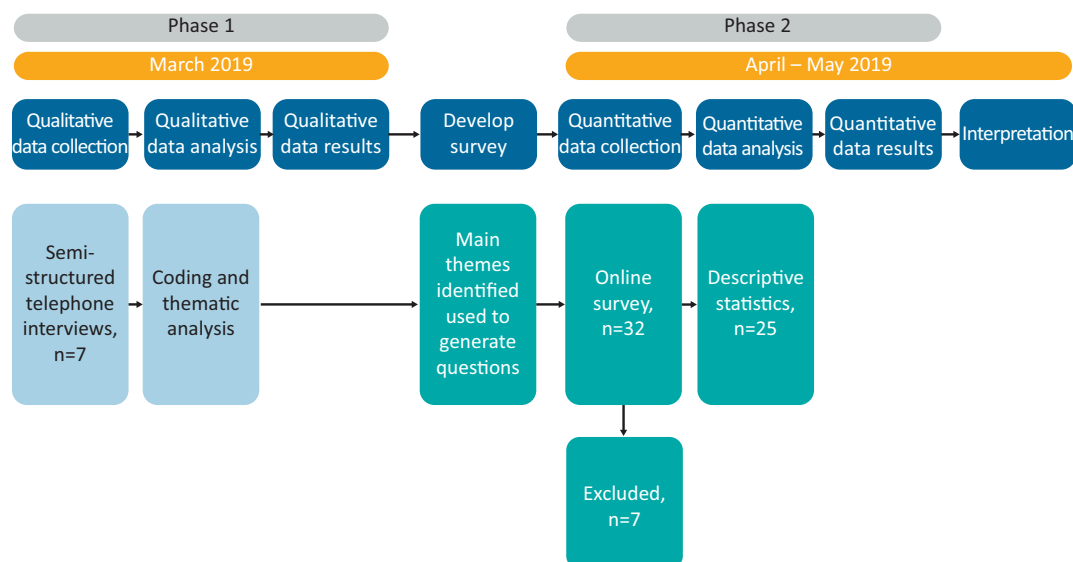 Phase 1
Phase 2
March 2019
April – May 2019
Qualitative
data collection
Qualitative
data analysis
Qualitative
data results
Develop
survey
Quantitative
data collection
Quantitative
data analysis
Quantitative
data results
Interpretation
Semi-
structured
telephone
interviews,
n=7
Coding and
thematic
analysis
Main
themes
identified
used to
generate
questions
Online
survey,
n=32
Descriptive
statistics,
n=25
Excluded,
n=7